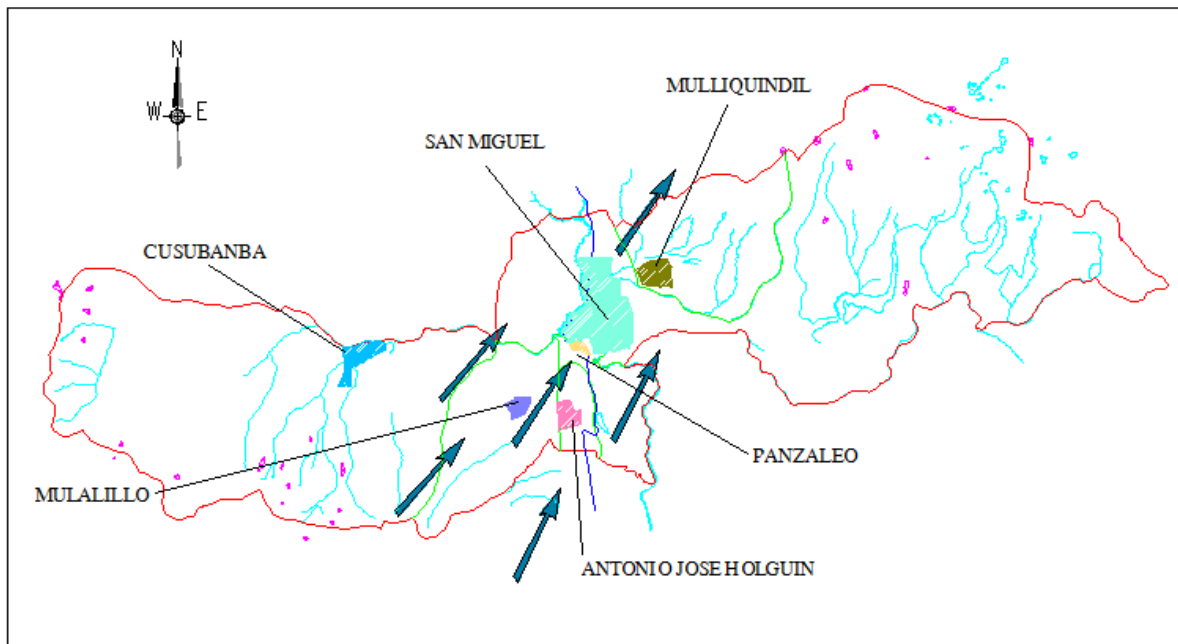 N
W E
MULLIQUINDIL
SAN MIGUEL
CUSUBANBA
PANZALEO
MULALILLO
ANTONIO JOSE HOLGUIN